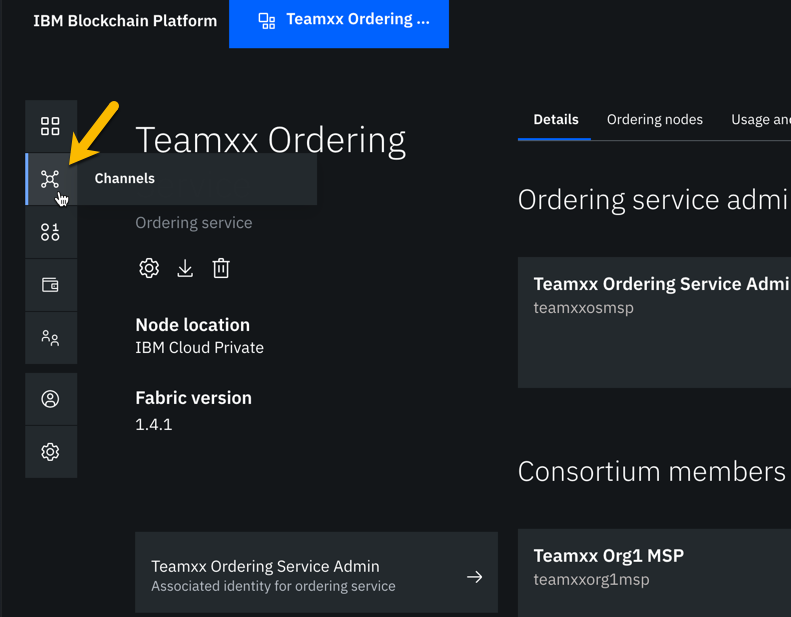 IBM Blockchain Platform
Teamxx Ordering ...
Teamxx Ordering
Channels
Ordering service
Node location
IBM Cloud Private
Fabric version
1.4.1
Teamxx Ordering Service Admin
Associated identity for ordering service
Details
Ordering nodes
Usage and
Ordering service admi
Teamxx Ordering Service Admi
teamxxosmsp
Consortium members
Teamxx Org1 MSP
teamxxorg1msp